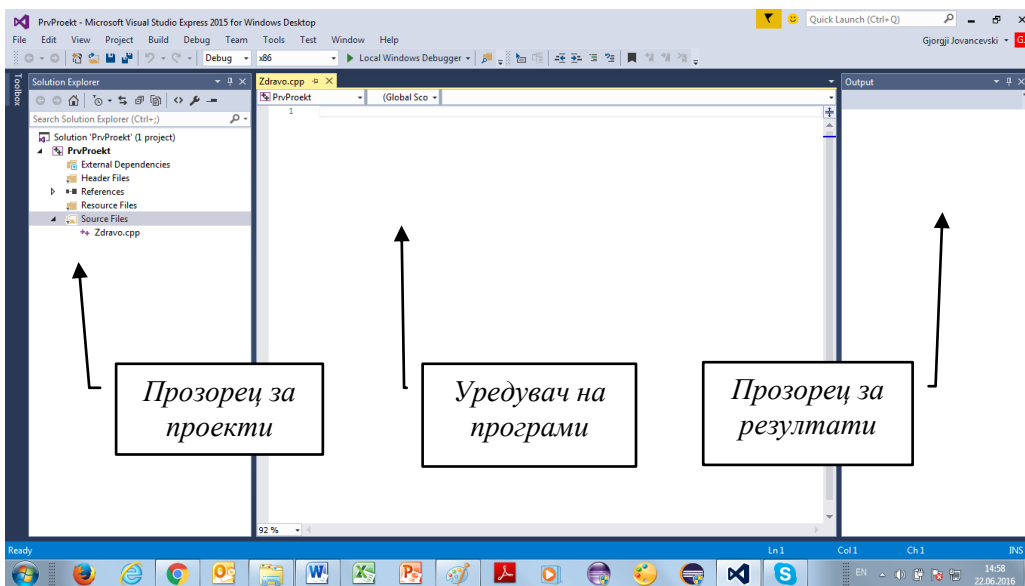 PrvProekt - Microsoft Visual Studio Express 2015 for Windows Desktop
Quick Launch (Ctrl+Q)
File Edit View Project Build Debug Team Tools Test Window Help
Gjorgji Jovancevski
Debug x86 Local Windows Debugger
Toolbox
Solution Explorer
Zdravo.cpp
Output
PrvProekt (Global Sco
Search Solution Explorer (Ctrl+;)
1
Solution 'PrvProekt' (1 project)
PrvProekt
External Dependencies
Header Files
References
Resource Files
Source Files
Zdravo.cpp
Прозорец за
проекти
Уредувач на
програми
Прозорец за
резултати
92 %
Ready Ln 1 Col 1 Ch 1 INS
EN 14:58
22.06.2016